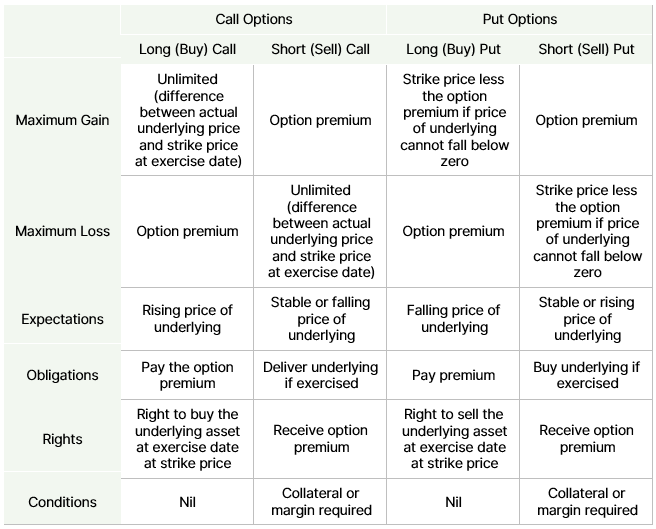 Call Options
Put Options
Long (Buy) Call
Short (Sell) Call
Long (Buy) Put
Short (Sell) Put
Maximum Gain
Unlimited
(difference
between actual
underlying price
and strike price
at exercise date)
Option premium
Strike price less
the option
premium if price
of underlying
cannot fall below
zero
Option premium
Maximum Loss
Option premium
Unlimited
(difference
between actual
underlying price
and strike price
at exercise date)
Option premium
Strike price less
the option
premium if price
of underlying
cannot fall below
zero
Expectations
Rising price of
underlying
Stable or falling
price of
underlying
Falling price of
underlying
Stable or rising
price of
underlying
Obligations
Pay the option
premium
Deliver underlying
if exercised
Pay premium
Buy underlying if
exercised
Rights
Right to buy the
underlying asset
at exercise date
at strike price
Receive option
premium
Right to sell the
underlying asset
at exercise date
at strike price
Receive option
premium
Conditions
Nil
Collateral or
margin required
Nil
Collateral or
margin required